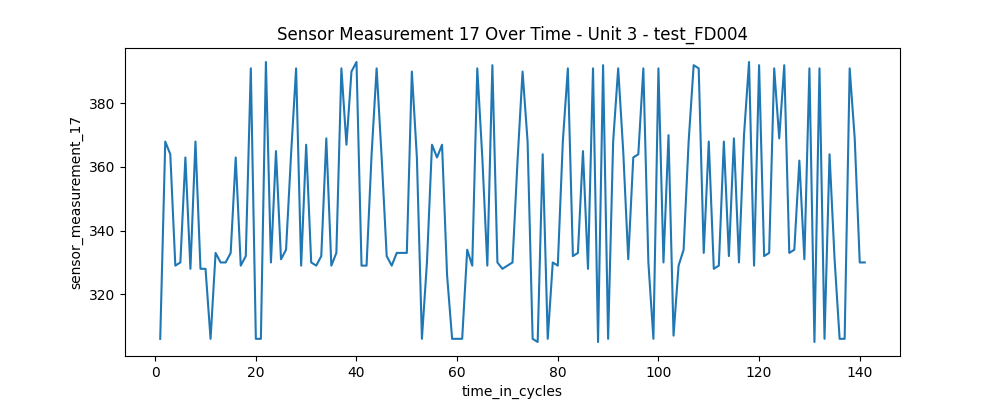 Sensor Measurement 17 Over Time - Unit 3 - test_FD004
sensor_measurement_17
380
360
340
320
0 20 40 60 80 100 120 140
time_in_cycles